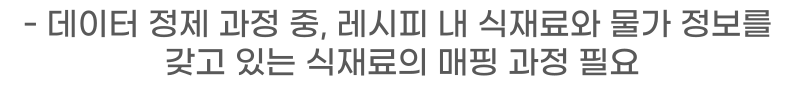 - 데이터 정제 과정 중, 레시피 내 식재료와 물가 정보를
갖고 있는 식재료의 매핑 과정 필요